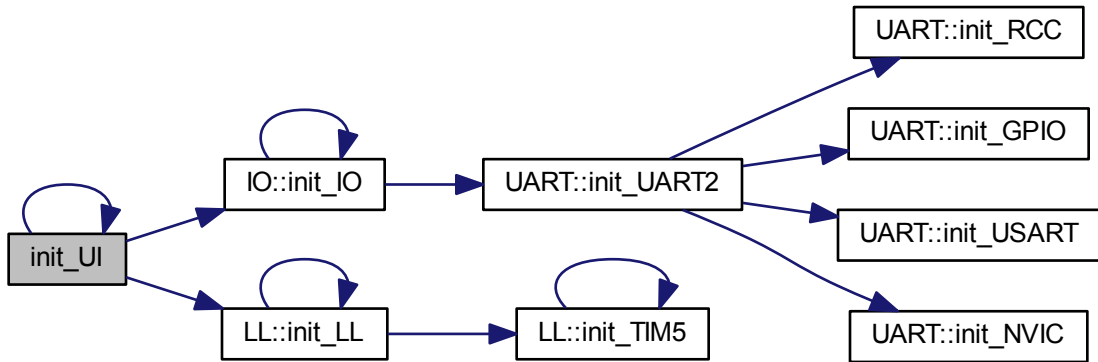 UART::init_RCC
UART::init_GPIO
IO::init_IO
UART::init_UART2
UART::init_USART
init_UI
LL::init_LL
LL::init_TIM5
UART::init_NVIC